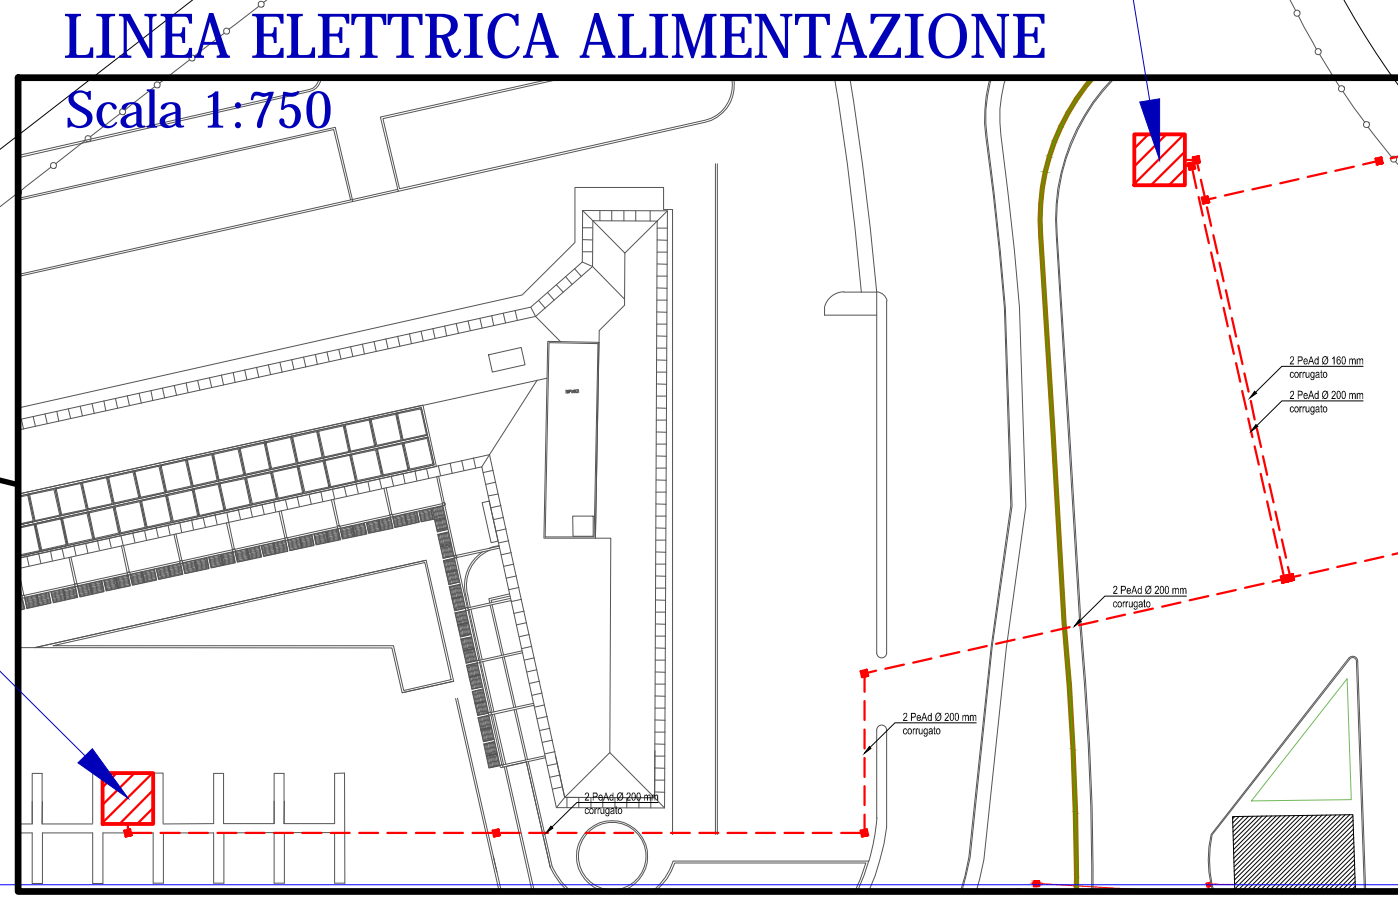 LINEA ELETTRICA ALIMENTAZIONE
Scala 1:750
2 PeAd Ø 160 mm
corrugato
2 PeAd Ø 200 mm
corrugato
2 PeAd Ø 200 mm
corrugato
2 PeAd Ø 200 mm
corrugato
2 PeAd Ø 200 mm
corrugato